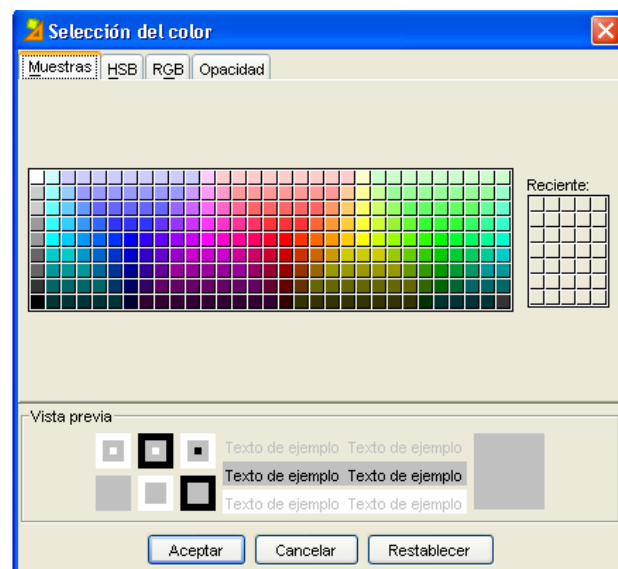 Selección del color
Muestras HSB RGB Opacidad
Reciente:
Vista previa
Texto de ejemplo Texto de ejemplo
Texto de ejemplo Texto de ejemplo
Texto de ejemplo Texto de ejemplo
Aceptar Cancelar Restablecer